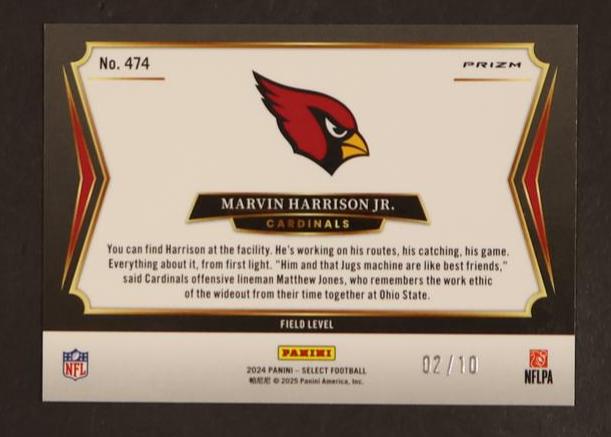 No. 474
PRIZM
MARVIN HARRISON JR.
CARDINALS
You can find Harrison at the facility. He's working on his routes, his catching, his game.
Everything about it, from first light. "Him and that Jugs machine are like best friends,"
said Cardinals offensive lineman Matthew Jones, who remembers the work ethic
of the wideout from their time together at Ohio State.
FIELD LEVEL
PANINI
02/10
NFL
2024 PANINI – SELECT FOOTBALL
帕尼尼 © 2025 Panini America, Inc.
NFLPA